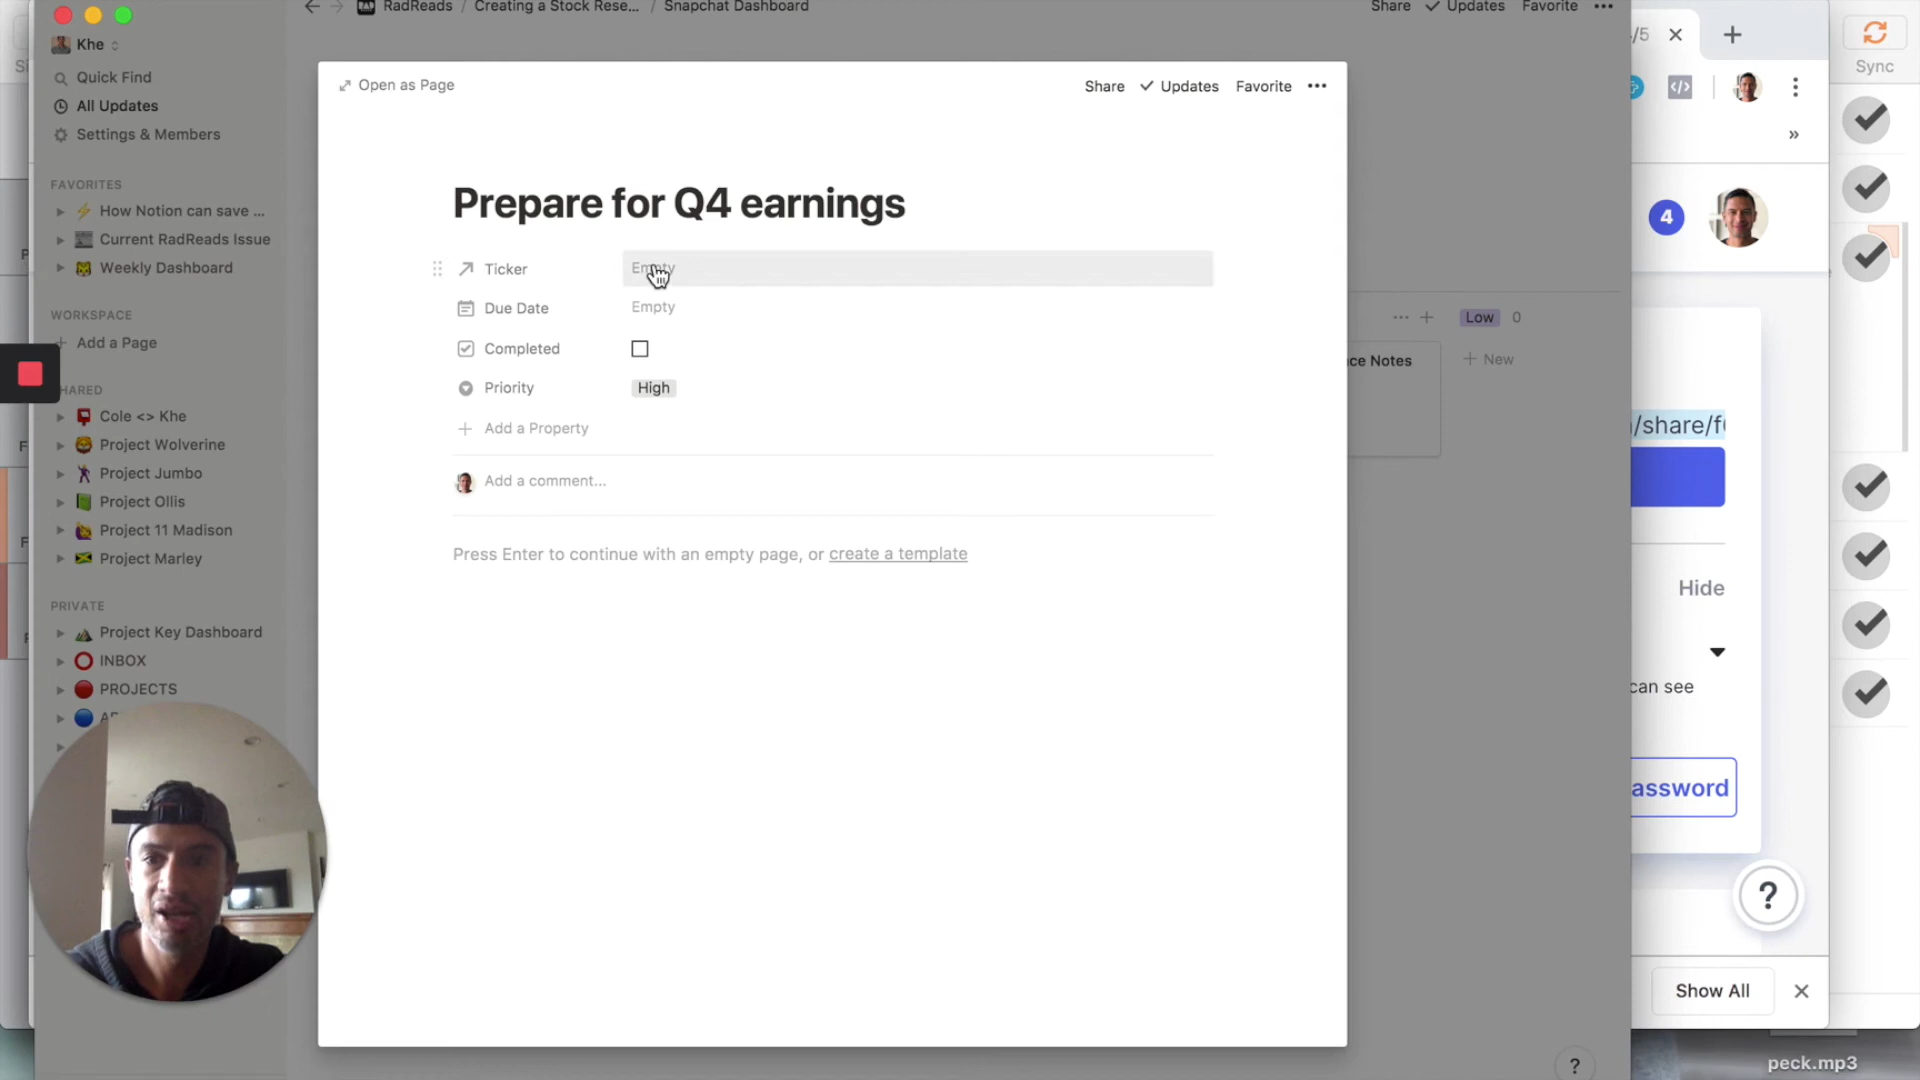 RadReads / Creating a Stock Rese... / Snapchat Dashboard
Share Updates Favorite
Khe
Quick Find
All Updates
Settings & Members
FAVORITES
How Notion can save ...
Current RadReads Issue
Weekly Dashboard
WORKSPACE
Add a Page
HARED
Cole <> Khe
Project Wolverine
Project Jumbo
Project Ollis
Project 11 Madison
Project Marley
PRIVATE
Project Key Dashboard
INBOX
PROJECTS
Open as Page
Share Updates Favorite
Prepare for Q4 earnings
Ticker Empty
Due Date Empty
Completed
Priority High
Add a Property
Add a comment...
Press Enter to continue with an empty page, or create a template
Low 0
ce Notes
New
/5
Sync
4
/share/f
Hide
can see
assword
?
Show All
?
peck.mp3